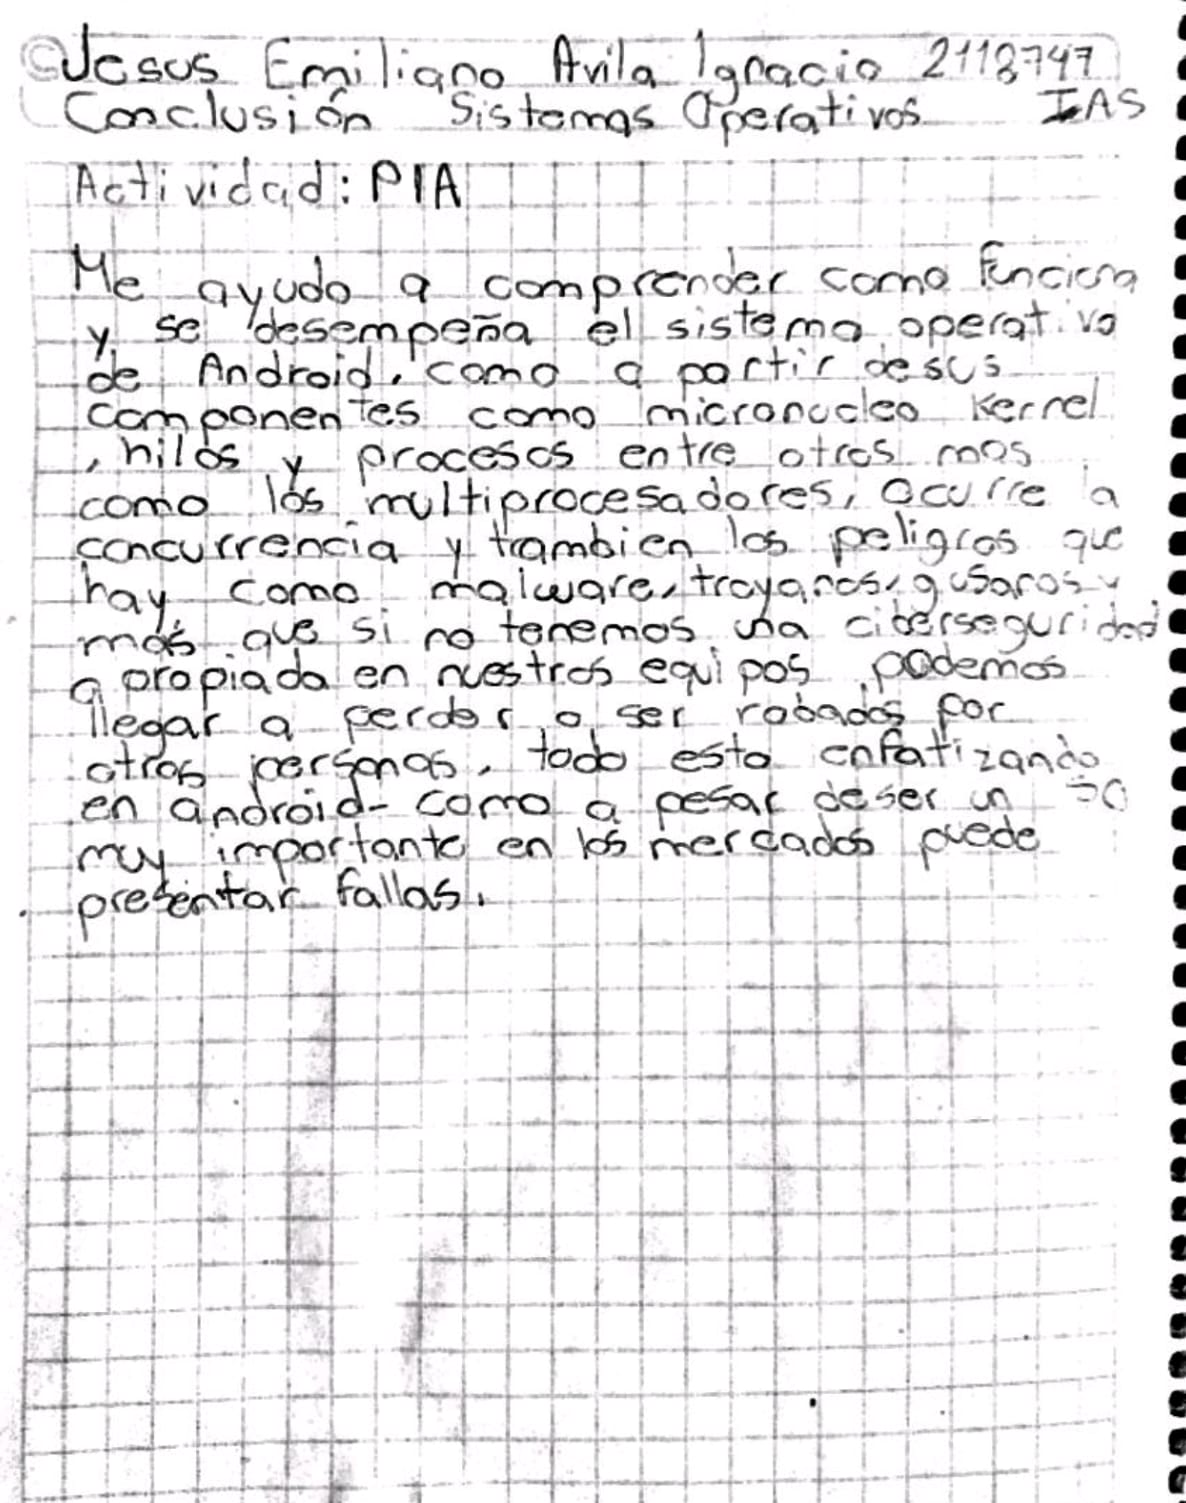 Jesus Emiliano Avila Ignacio 2118747
Conclusión Sistemas Operativos IAS
Actividad: PIA
Me ayudo a comprender como funciona
y se desempeña el sistema operativo
de Android, como a partir de sus
componentes como micronucleo Kernel
, hilos y procesos entre otros mas
como los multiprocesadores, ocurre a
concurrencia y trambien los peligros que
hay como malware, troyanos, gusanos y
más que si no tenemos una ciberseguridad
apropiada en nuestros equipos, podemos
llegar a perder o ser robados por
otras personas, todo esto enfatizando
en android- como a pesar de ser un SO
muy importante en los mercados puede
presentar fallas.